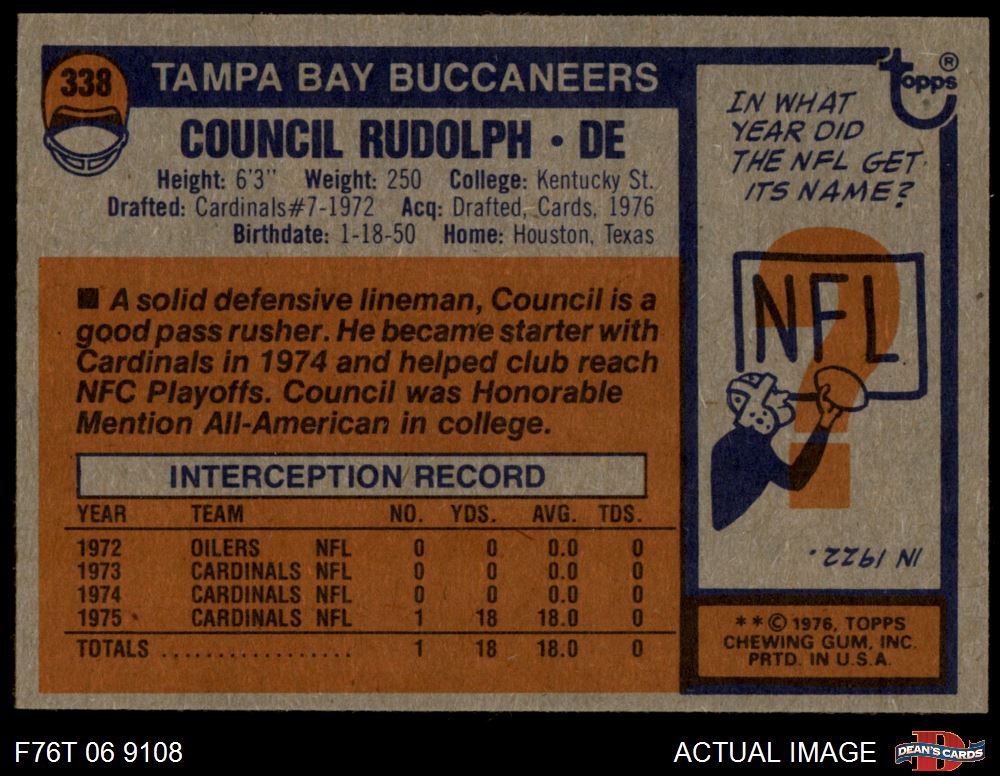 338
TAMPA BAY BUCCANEERS
COUNCIL RUDOLPH • DE
Height: 6'3" Weight: 250 College: Kentucky St.
Drafted: Cardinals#7-1972 Acq: Drafted, Cards, 1976
Birthdate: 1-18-50 Home: Houston, Texas
■ A solid defensive lineman, Council is a
good pass rusher. He became starter with
Cardinals in 1974 and helped club reach
NFC Playoffs. Council was Honorable
Mention All-American in college.
INTERCEPTION RECORD
YEAR TEAM NO. YDS. AVG. TDS.
1972 OILERS NFL 0 0 0.0 0
1973 CARDINALS NFL 0 0 0.0 0
1974 CARDINALS NFL 0 0 0.0 0
1975 CARDINALS NFL 1 18 18.0 0
TOTALS .................. 1 18 18.0 0
topps®
IN WHAT
YEAR DID
THE NFL GET
ITS NAME?
NFL
?
IN 1922.
**© 1976, TOPPS
CHEWING GUM, INC.
PRTD. IN U.S.A.
F76T 06 9108
ACTUAL IMAGE
DEAN'S CARDS